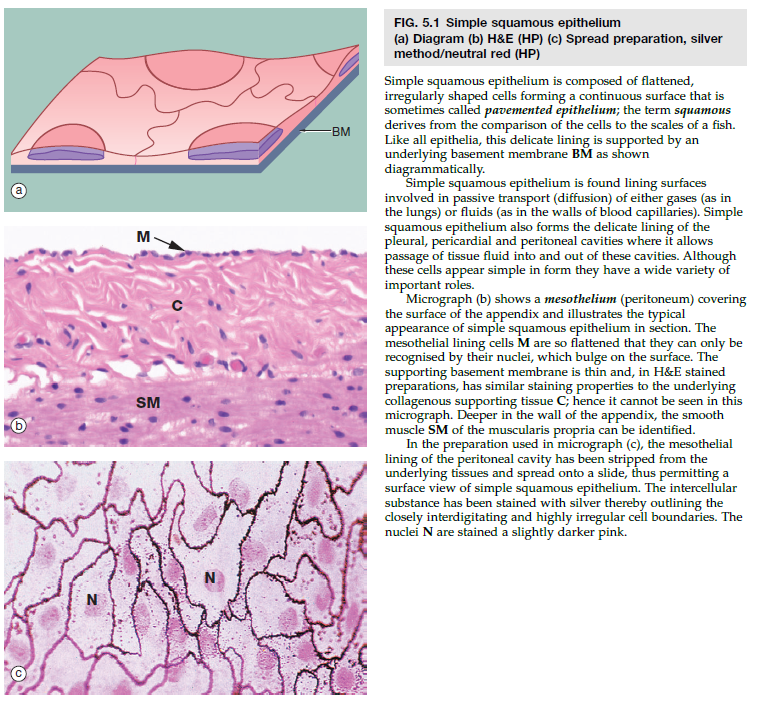 FIG. 5.1 Simple squamous epithelium
(a) Diagram (b) H&E (HP) (c) Spread preparation, silver
method/neutral red (HP)
Simple squamous epithelium is composed of flattened,
irregularly shaped cells forming a continuous surface that is
sometimes called pavemented epithelium; the term squamous
derives from the comparison of the cells to the scales of a fish.
Like all epithelia, this delicate lining is supported by an
underlying basement membrane BM as shown
diagrammatically.
Simple squamous epithelium is found lining surfaces
involved in passive transport (diffusion) of either gases (as in
the lungs) or fluids (as in the walls of blood capillaries). Simple
squamous epithelium also forms the delicate lining of the
pleural, pericardial and peritoneal cavities where it allows
passage of tissue fluid into and out of these cavities. Although
these cells appear simple in form they have a wide variety of
important roles.
Micrograph (b) shows a mesothelium (peritoneum) covering
the surface of the appendix and illustrates the typical
appearance of simple squamous epithelium in section. The
mesothelial lining cells M are so flattened that they can only be
recognised by their nuclei, which bulge on the surface. The
supporting basement membrane is thin and, in H&E stained
preparations, has similar staining properties to the underlying
collagenous supporting tissue C; hence it cannot be seen in this
micrograph. Deeper in the wall of the appendix, the smooth
muscle SM of the muscularis propria can be identified.
In the preparation used in micrograph (c), the mesothelial
lining of the peritoneal cavity has been stripped from the
underlying tissues and spread onto a slide, thus permitting a
surface view of simple squamous epithelium. The intercellular
substance has been stained with silver thereby outlining the
closely interdigitating and highly irregular cell boundaries. The
nuclei N are stained a slightly darker pink.
BM
a
M
C
SM
b
N
N
c